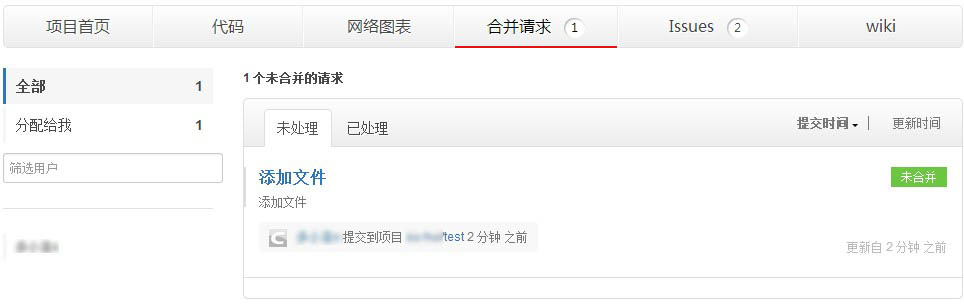 项目首页 代码 网络图表 合并请求 1 Issues 2 wiki
全部 1
分配给我 1
筛选用户
1 个未合并的请求
未处理 已处理 提交时间 更新时间
添加文件 未合并
添加文件
提交到项目 /test 2 分钟 之前
更新自 2 分钟 之前